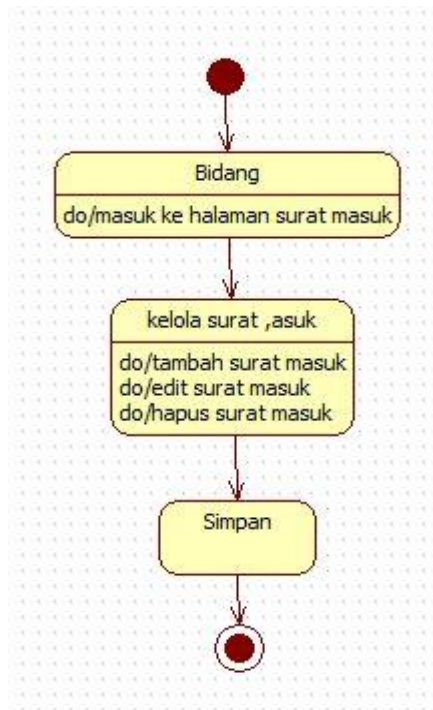 Bidang
do/masuk ke halaman surat masuk
kelola surat ,asuk
do/tambah surat masuk
do/edit surat masuk
do/hapus surat masuk
Simpan